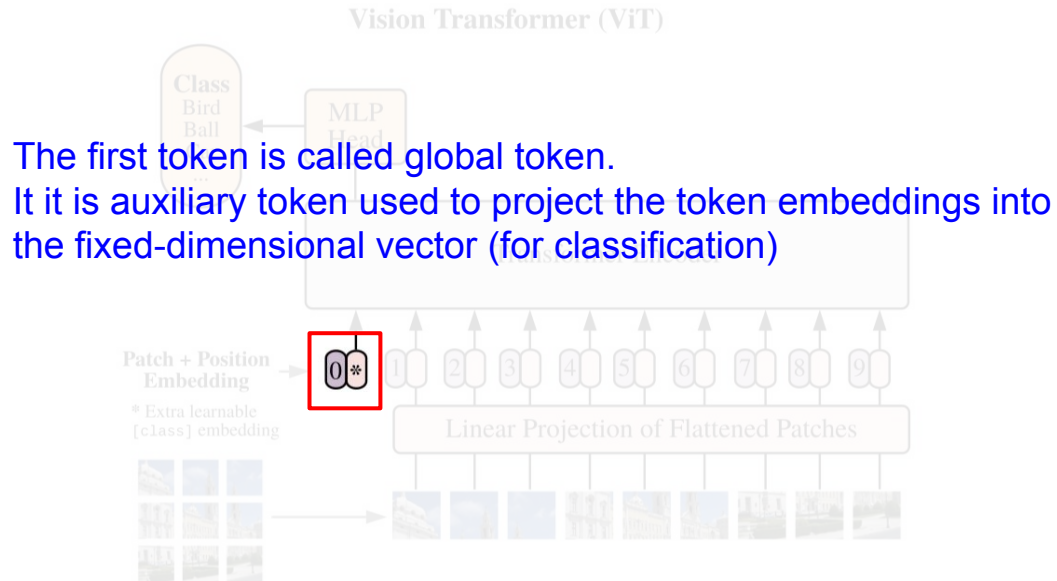 Vision Transformer (ViT)
Class
Bird
Ball
...
MLP
Head
The first token is called global token.
It it is auxiliary token used to project the token embeddings into
the fixed-dimensional vector (for classification)
Transformer Encoder
Patch + Position
Embedding
0 * 1 2 3 4 5 6 7 8 9
* Extra learnable
[class] embedding
Linear Projection of Flattened Patches